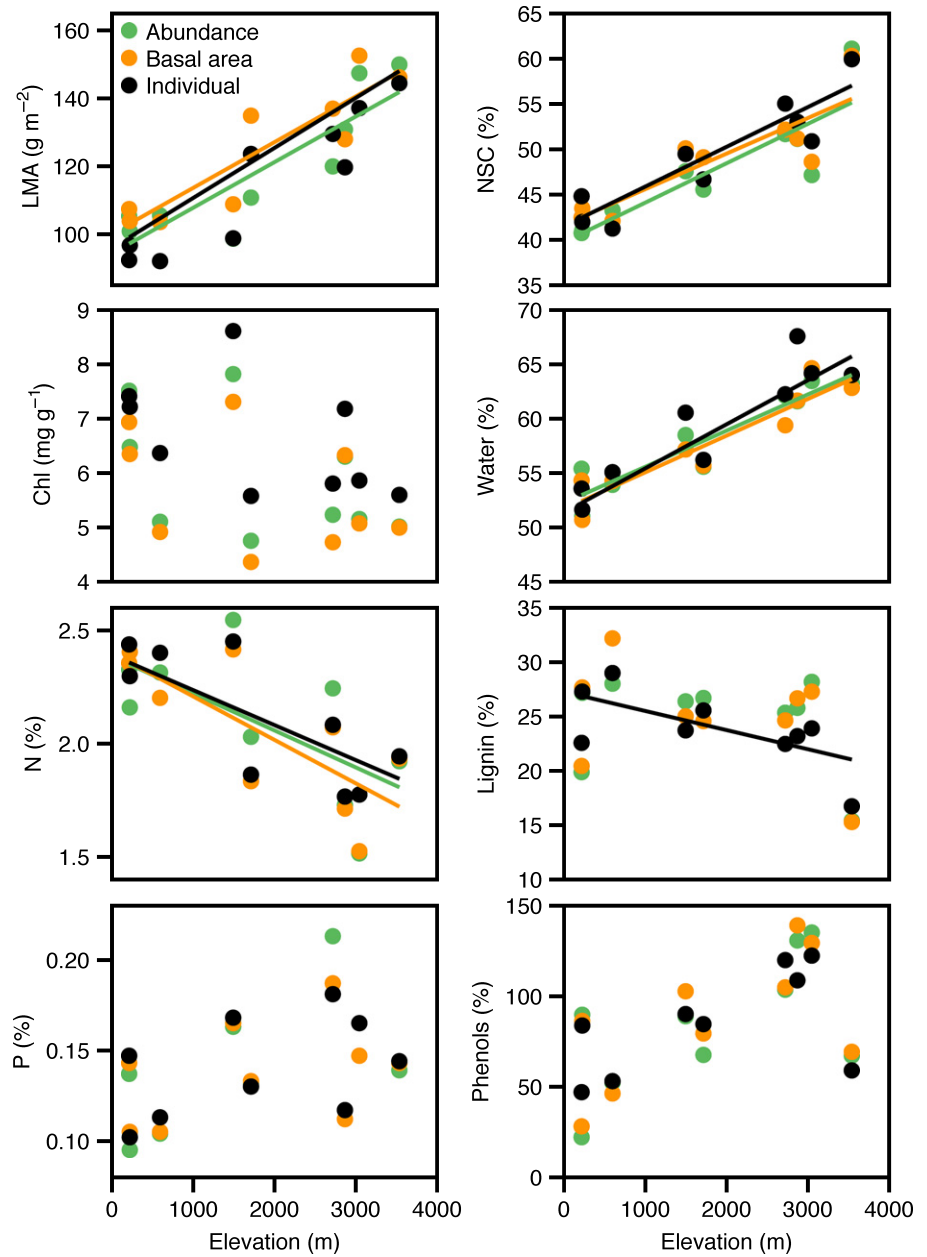 160
140
120
100
LMA (g m−2)
Abundance
Basal area
Individual
65
60
55
50
45
40
35
NSC (%)
9
8
7
6
5
4
Chl (mg g−1)
70
65
60
55
50
45
Water (%)
2.5
2.0
1.5
N (%)
35
30
25
20
15
10
Lignin (%)
0.20
0.15
0.10
P (%)
0 1000 2000 3000 4000
Elevation (m)
150
100
50
0
Phenols (%)
0 1000 2000 3000 4000
Elevation (m)